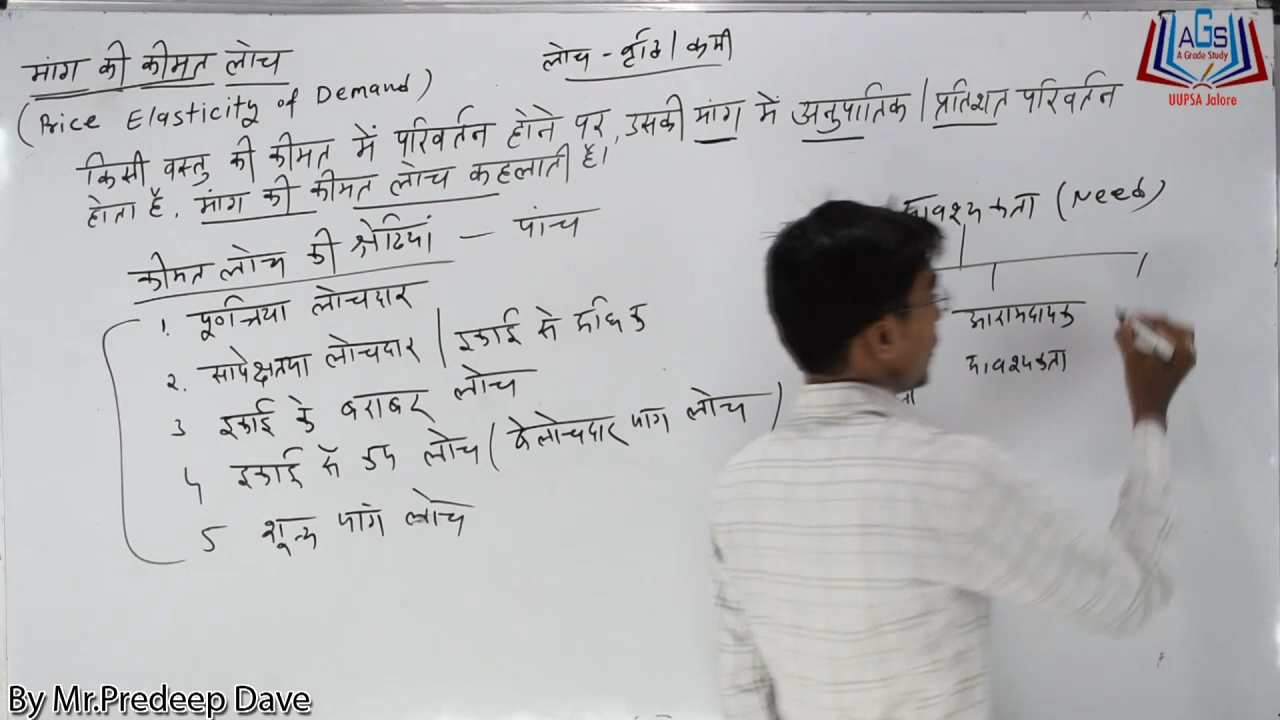 मांग की कीमत लोच
लोच - वृद्धि / कमी
(Price Elasticity of Demand)
किसी वस्तु की कीमत में परिवर्तन होने पर, उसकी मांग में अनुपातिक / प्रतिशत परिवर्तन
होता है, मांग की कीमत लोच कहलाती है।
कीमत लोच की श्रेणियां — पांच
1. पूर्णतया लोचदार
2. सापेक्षतया लोचदार / इकाई से अधिक
3 इकाई के बराबर लोच
4 इकाई से कम लोच ( बेलोचदार मांग लोच )
5 शून्य मांग लोच
(Need)
आरामदायक
आवश्यकता
AGS
A Grade Study
UUPSA Jalore
By Mr.Predeep Dave